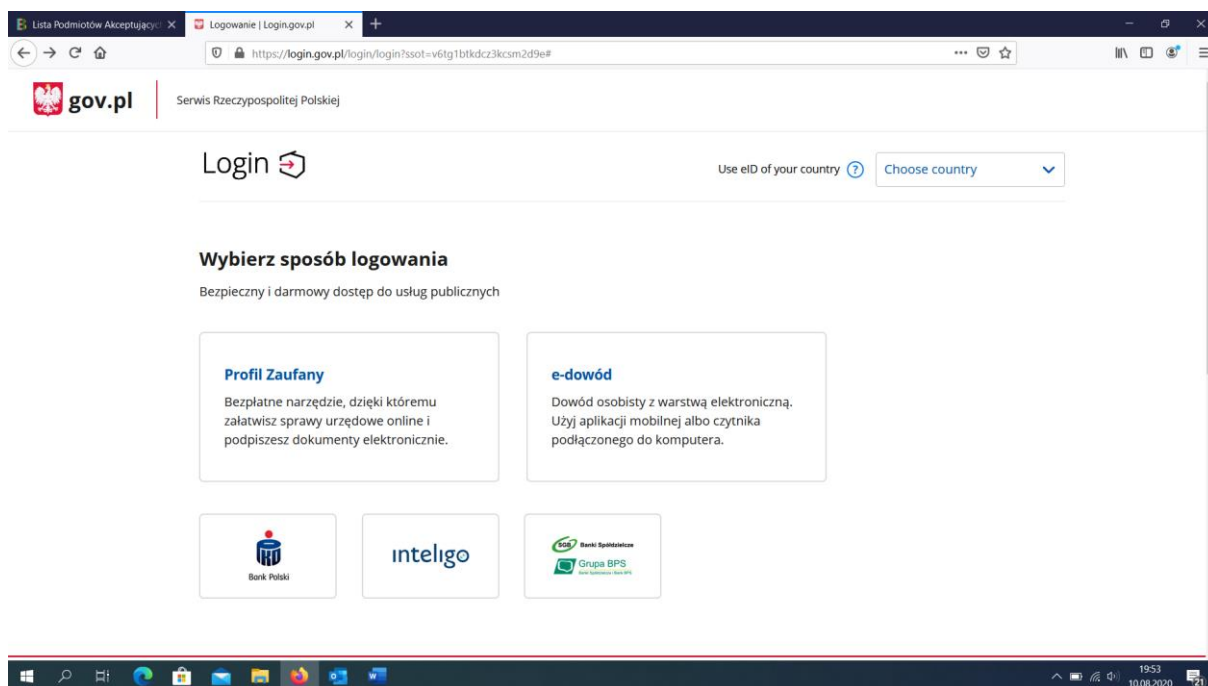 Lista Podmiotów Akceptującyc
Logowanie | Login.gov.pl
https://login.gov.pl/login/login?ssot=v6tg1btkdcz3kcsm2d9e#
gov.pl
Serwis Rzeczypospolitej Polskiej
Login
Use eID of your country ?
Choose country
Wybierz sposób logowania
Bezpieczny i darmowy dostęp do usług publicznych
Profil Zaufany
Bezpłatne narzędzie, dzięki któremu
załatwisz sprawy urzędowe online i
podpiszesz dokumenty elektronicznie.
e-dowód
Dowód osobisty z warstwą elektroniczną.
Użyj aplikacji mobilnej albo czytnika
podłączonego do komputera.
Bank Polski
inteligo
SGB Banki Spółdzielcze
Grupa BPS
19:53
10.08.2020
21